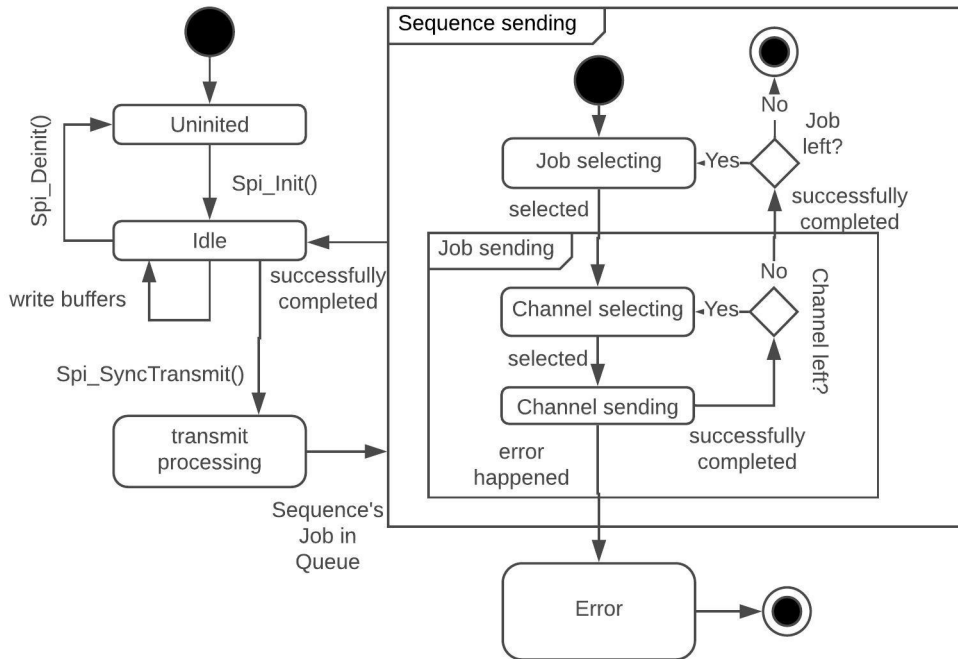 Sequence sending
Uninited
Spi_Deinit()
Spi_Init()
Idle
write buffers
successfully
completed
Spi_SyncTransmit()
transmit
processing
Sequence's
Job in
Queue
Job selecting
Yes
No
Job
left?
selected
successfully
completed
Job sending
Channel selecting
Yes
No
Channel left?
selected
Channel sending
successfully
completed
error
happened
Error